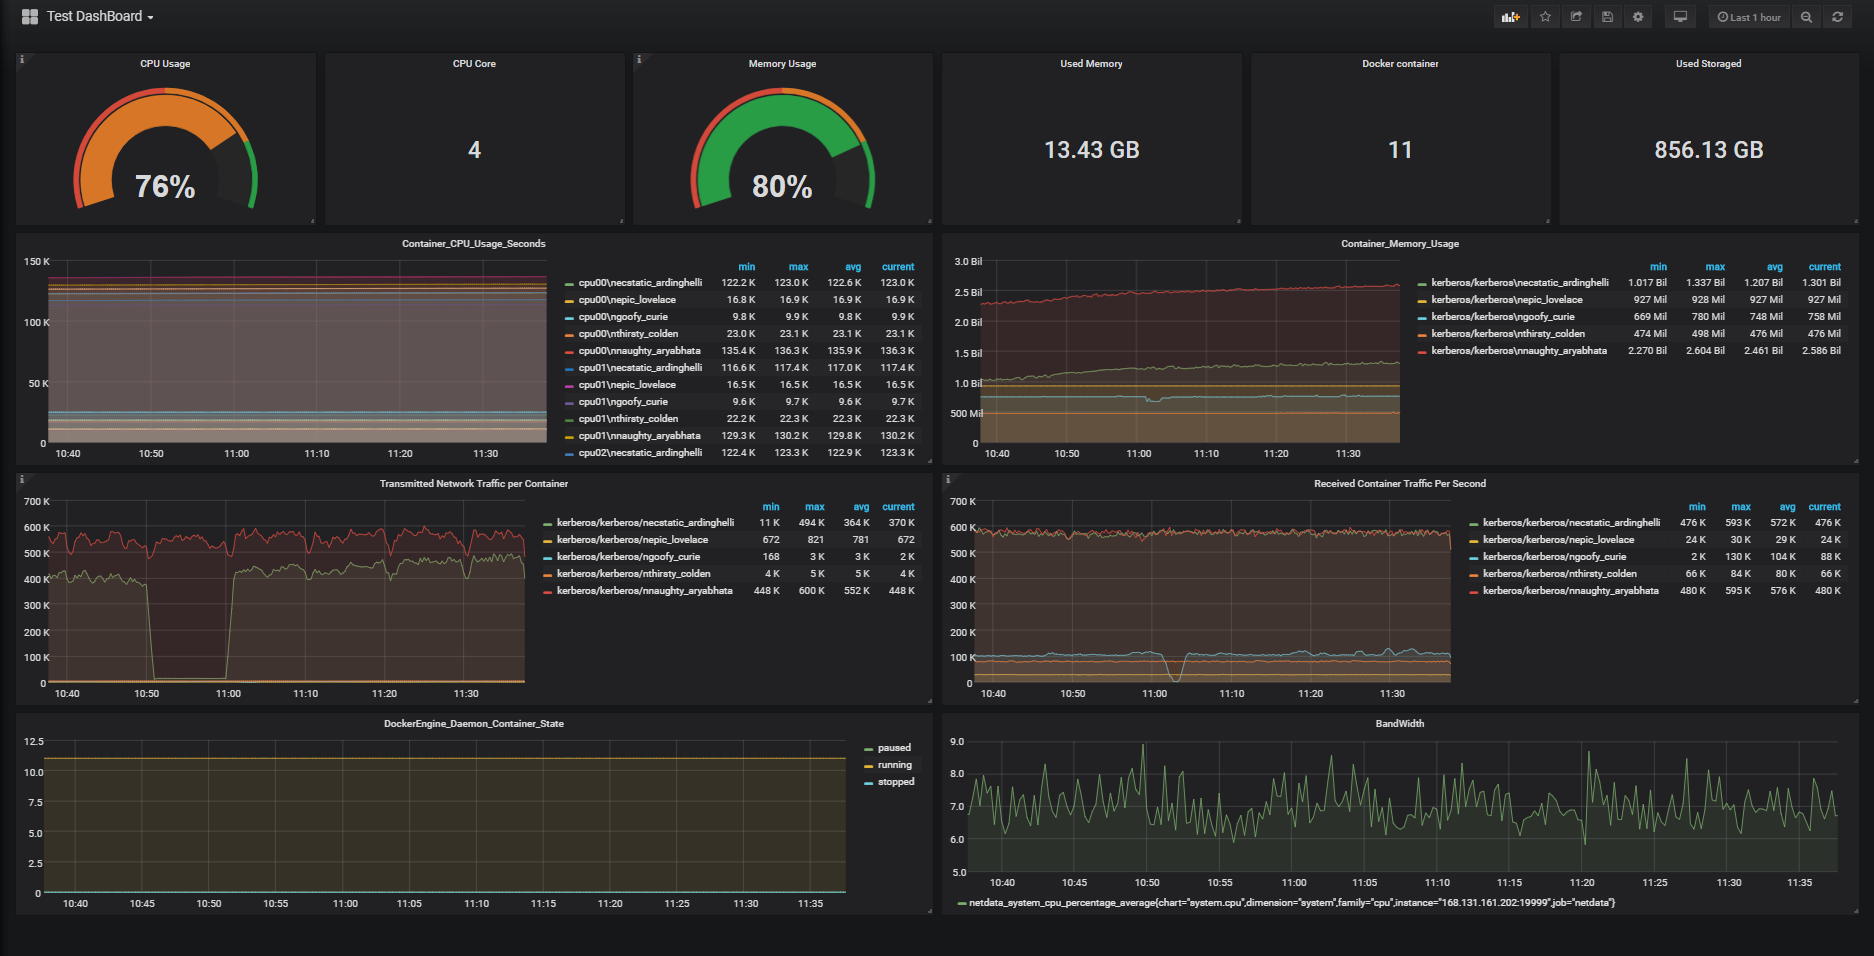 Test DashBoard
Last 1 hour
CPU Usage
76%
CPU Core
4
Memory Usage
80%
Used Memory
13.43 GB
Docker container
11
Used Storaged
856.13 GB
Container_CPU_Usage_Seconds
150 K
100 K
50 K
0
10:40 10:50 11:00 11:10 11:20 11:30
min max avg current
cpu00\necstatic_ardinghelli 122.2 K 123.0 K 122.6 K 123.0 K
cpu00\nepic_lovelace 16.8 K 16.9 K 16.9 K 16.9 K
cpu00\ngoofy_curie 9.8 K 9.9 K 9.8 K 9.9 K
cpu00\nthirsty_colden 23.0 K 23.1 K 23.1 K 23.1 K
cpu00\nnaughty_aryabhata 135.4 K 136.3 K 135.9 K 136.3 K
cpu01\necstatic_ardinghelli 116.6 K 117.4 K 117.0 K 117.4 K
cpu01\nepic_lovelace 16.5 K 16.5 K 16.5 K 16.5 K
cpu01\ngoofy_curie 9.6 K 9.7 K 9.6 K 9.7 K
cpu01\nthirsty_colden 22.2 K 22.3 K 22.3 K 22.3 K
cpu01\nnaughty_aryabhata 129.3 K 130.2 K 129.8 K 130.2 K
cpu02\necstatic_ardinghelli 122.4 K 123.3 K 122.9 K 123.3 K
Container_Memory_Usage
3.0 Bil
2.5 Bil
2.0 Bil
1.5 Bil
1.0 Bil
500 Mil
0
10:40 10:50 11:00 11:10 11:20 11:30
min max avg current
kerberos/kerberos\necstatic_ardinghelli 1.017 Bil 1.337 Bil 1.207 Bil 1.301 Bil
kerberos/kerberos\nepic_lovelace 927 Mil 928 Mil 927 Mil 927 Mil
kerberos/kerberos\ngoofy_curie 669 Mil 780 Mil 748 Mil 758 Mil
kerberos/kerberos\nthirsty_colden 474 Mil 498 Mil 476 Mil 476 Mil
kerberos/kerberos\nnaughty_aryabhata 2.270 Bil 2.604 Bil 2.461 Bil 2.586 Bil
Transmitted Network Traffic per Container
700 K
600 K
500 K
400 K
300 K
200 K
100 K
0
10:40 10:50 11:00 11:10 11:20 11:30
min max avg current
kerberos/kerberos/necstatic_ardinghelli 11 K 494 K 364 K 370 K
kerberos/kerberos/nepic_lovelace 672 821 781 672
kerberos/kerberos/ngoofy_curie 168 3 K 3 K 2 K
kerberos/kerberos/nthirsty_colden 4 K 5 K 5 K 4 K
kerberos/kerberos/nnaughty_aryabhata 448 K 600 K 552 K 448 K
Received Container Traffic Per Second
700 K
600 K
500 K
400 K
300 K
200 K
100 K
0
10:40 10:50 11:00 11:10 11:20 11:30
min max avg current
kerberos/kerberos/necstatic_ardinghelli 476 K 593 K 572 K 476 K
kerberos/kerberos/nepic_lovelace 24 K 30 K 29 K 24 K
kerberos/kerberos/ngoofy_curie 2 K 130 K 104 K 88 K
kerberos/kerberos/nthirsty_colden 66 K 84 K 80 K 66 K
kerberos/kerberos/nnaughty_aryabhata 480 K 595 K 576 K 480 K
DockerEngine_Daemon_Container_State
12.5
10.0
7.5
5.0
2.5
0
10:40 10:45 10:50 10:55 11:00 11:05 11:10 11:15 11:20 11:25 11:30 11:35
paused
running
stopped
BandWidth
9.0
8.0
7.0
6.0
5.0
10:40 10:45 10:50 10:55 11:00 11:05 11:10 11:15 11:20 11:25 11:30 11:35
netdata_system_cpu_percentage_average{chart="system.cpu",dimension="system",family="cpu",instance="168.131.161.202:19999",job="netdata"}